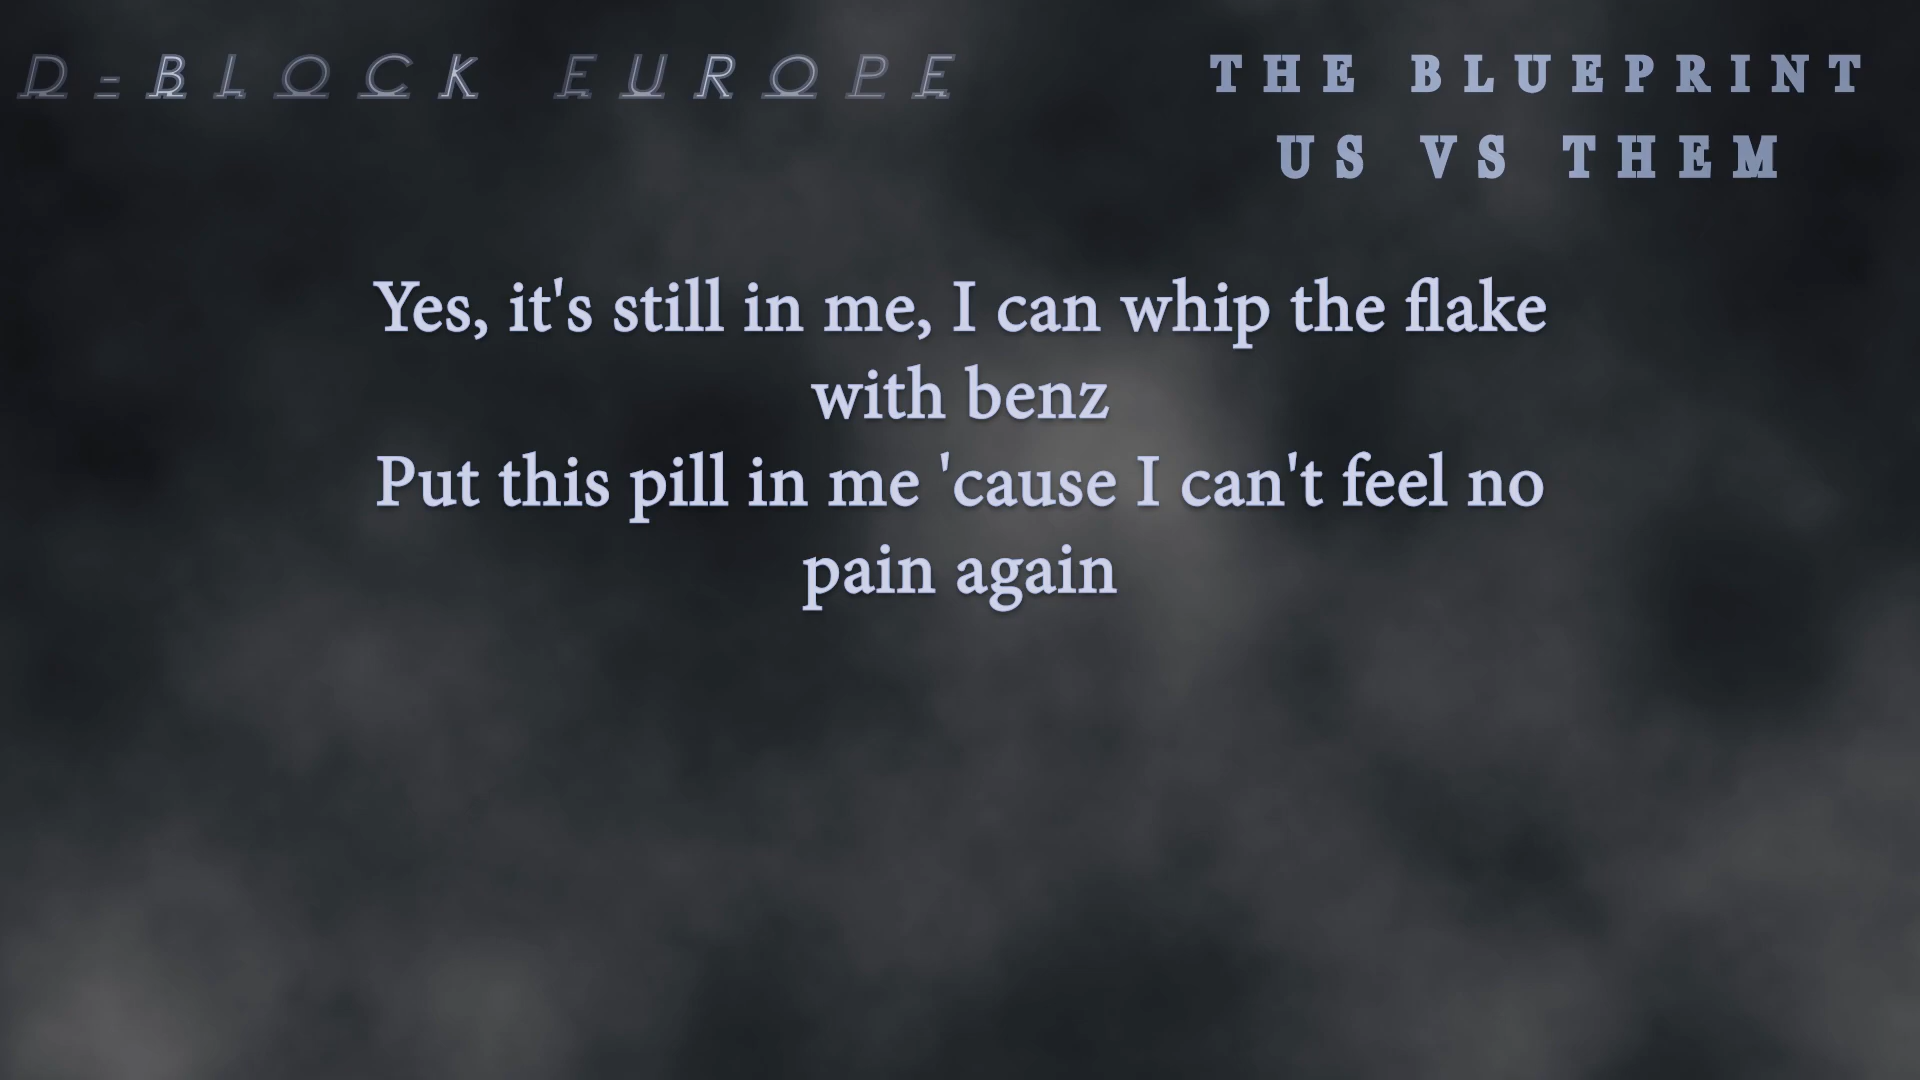 D-BLOCK EUROPE
THE BLUEPRINT
US VS THEM
Yes, it's still in me, I can whip the flake
with benz
Put this pill in me 'cause I can't feel no
pain again